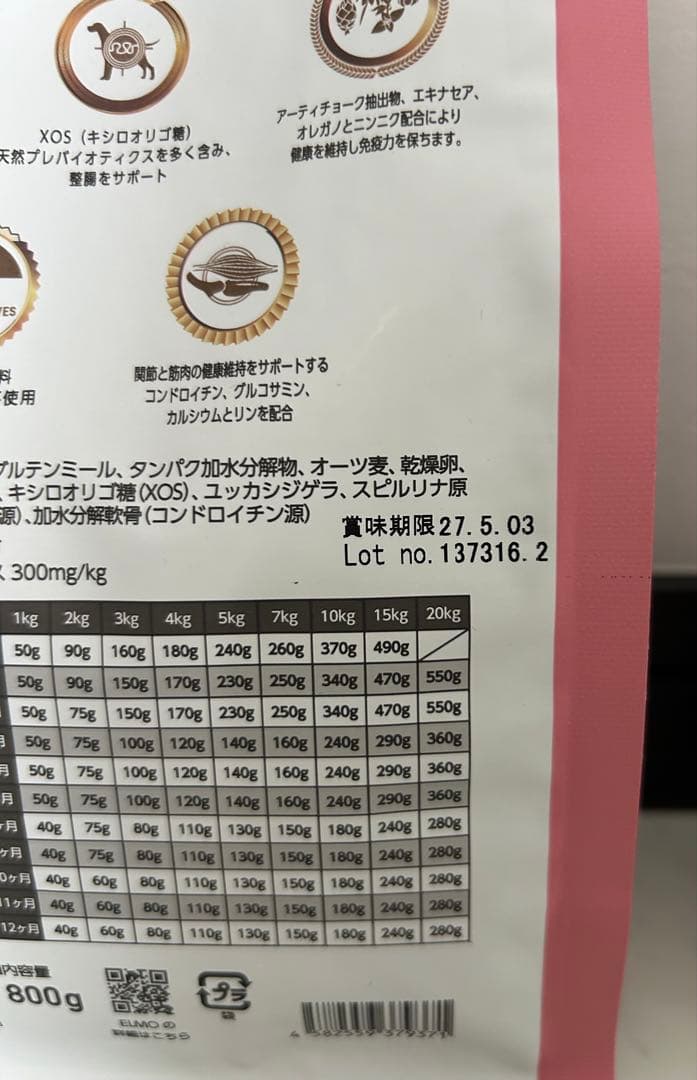 XOS（キシロオリゴ糖）
天然プレバイオティクスを多く含み、
整腸をサポート
アーティチョーク抽出物、エキナセア、
オレガノとニンニク配合により
健康を維持し免疫力を保ちます。
使用
関節と筋肉の健康維持をサポートする
コンドロイチン、グルコサミン、
カルシウムとリンを配合
グルテンミール、タンパク加水分解物、オーツ麦、乾燥卵、
、キシロオリゴ糖(XOS)、ユッカシジゲラ、スピルリナ原
源)、加水分解軟骨(コンドロイチン源)
賞味期限27.5.03
Lot no.137316.2
300mg/kg
1kg 2kg 3kg 4kg 5kg 7kg 10kg 15kg 20kg
50g 90g 160g 180g 240g 260g 370g 490g
50g 90g 150g 170g 230g 250g 340g 470g 550g
50g 75g 150g 170g 230g 250g 340g 470g 550g
50g 75g 100g 120g 140g 160g 240g 290g 360g
月 50g 75g 100g 120g 140g 160g 240g 290g 360g
月 50g 75g 100g 120g 140g 160g 240g 290g 360g
ヶ月 40g 75g 80g 110g 130g 150g 180g 240g 280g
ヶ月 40g 75g 80g 110g 130g 150g 180g 240g 280g
0ヶ月 40g 60g 80g 110g 130g 150g 180g 240g 280g
11ヶ月 40g 60g 80g 110g 130g 150g 180g 240g 280g
12ヶ月 40g 60g 80g 110g 130g 150g 180g 240g 280g
内容量
800g
ELMOの
詳細はこちら
プラ
袋